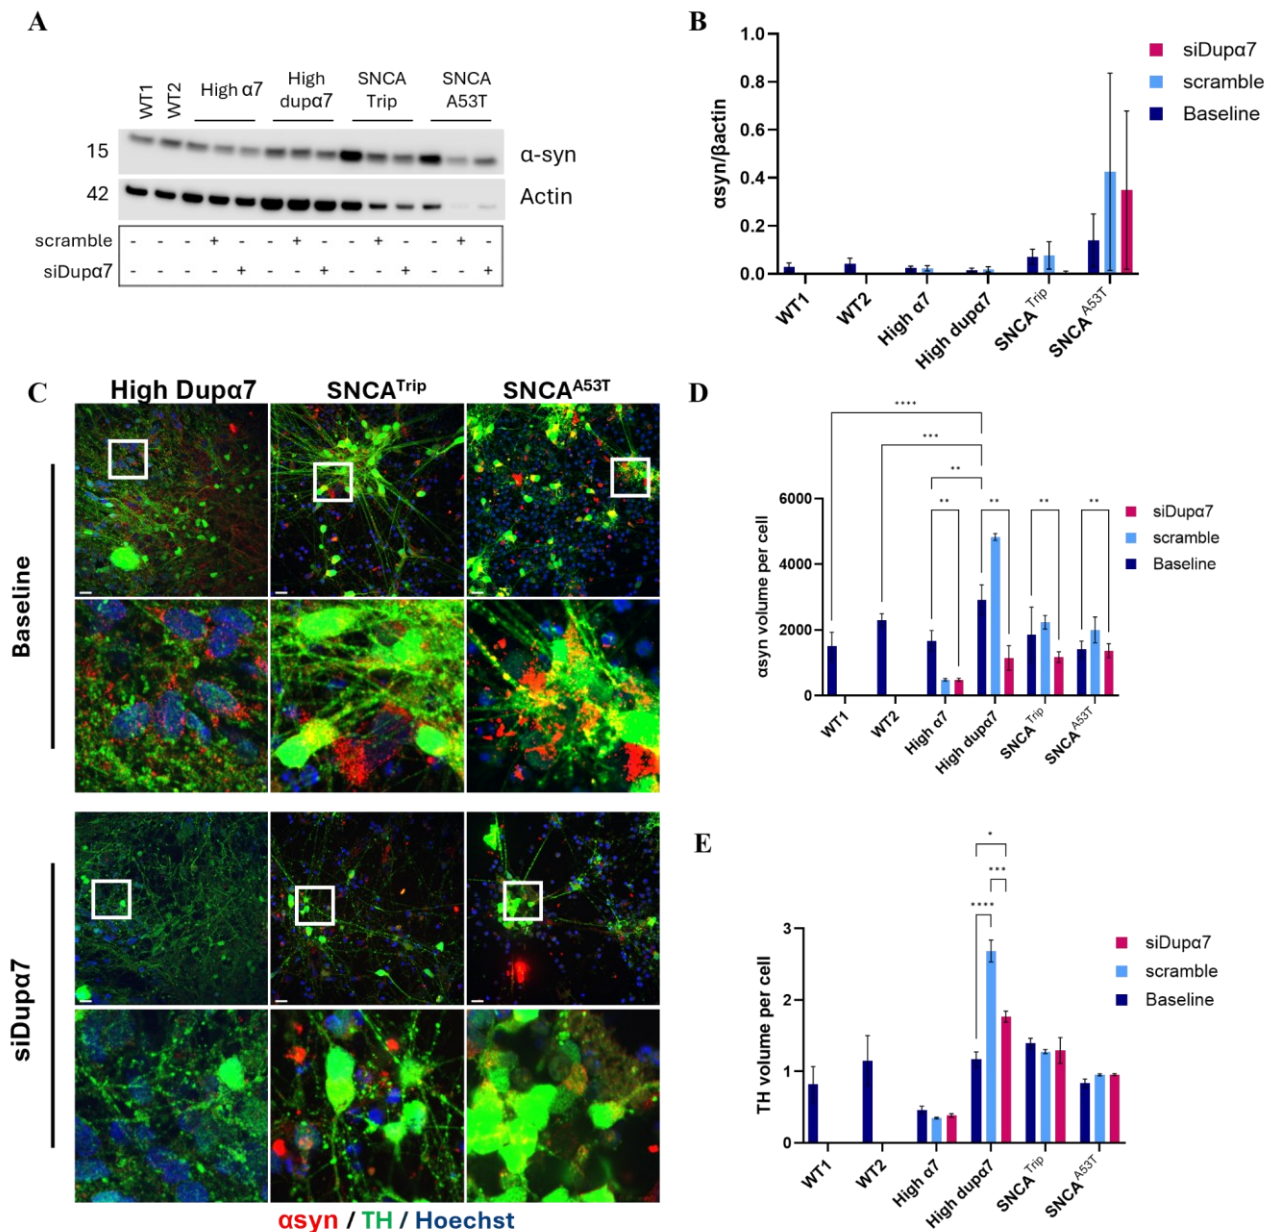 A
WT1
WT2
High α7
High
dupα7
SNCA
Trip
SNCA
A53T
15
α-syn
42
Actin
scramble - - - + - - + - - + - - + -
siDupα7 - - - - + - - + - - + - - +
B
αsyn/βactin
1.0
0.8
0.6
0.4
0.2
0.0
WT1
WT2
High α7
High dupα7
SNCA Trip
SNCA A53T
siDupα7
scramble
Baseline
C
High Dupα7
SNCA Trip
SNCA A53T
Baseline
siDupα7
αsyn / TH / Hoechst
D
αsyn volume per cell
6000
4000
2000
0
****
***
**
** ** ** **
WT1
WT2
High α7
High dupα7
SNCA Trip
SNCA A53T
siDupα7
scramble
Baseline
E
TH volume per cell
3
2
1
0
*
***
****
WT1
WT2
High α7
High dupα7
SNCA Trip
SNCA A53T
siDupα7
scramble
Baseline